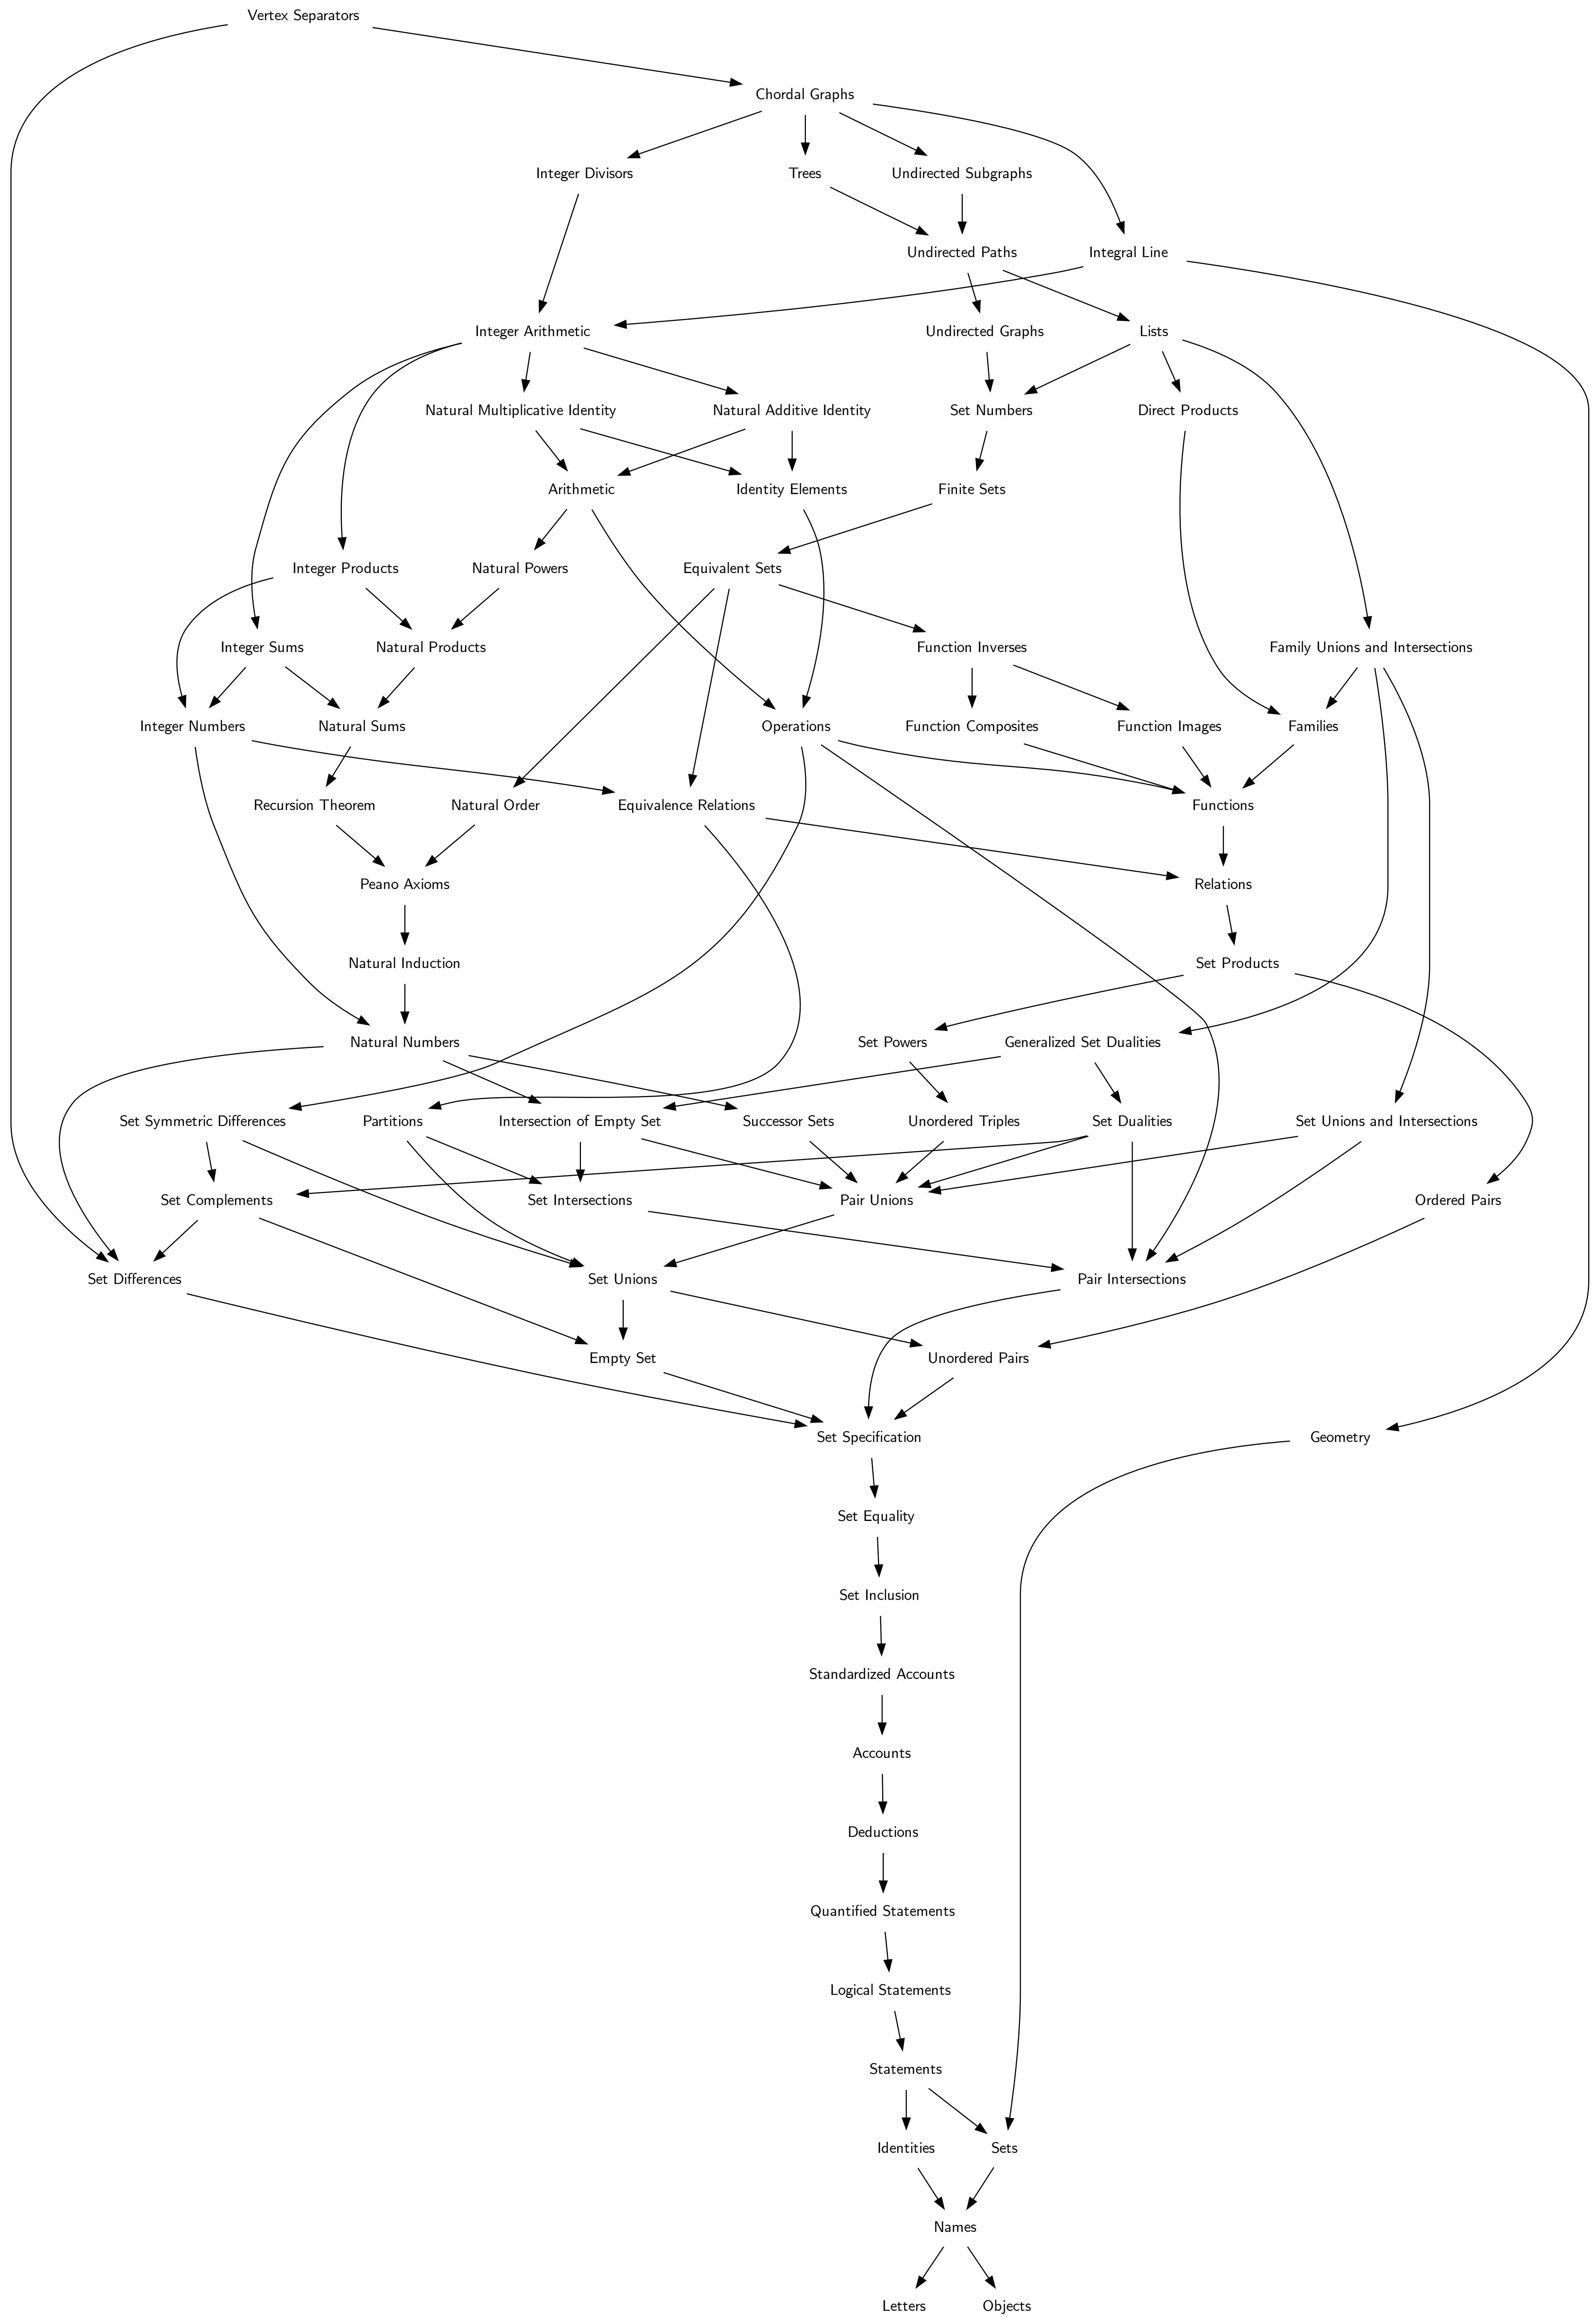 Vertex Separators
Chordal Graphs
Integer Divisors
Trees
Undirected Subgraphs
Undirected Paths
Integral Line
Integer Arithmetic
Undirected Graphs
Lists
Natural Multiplicative Identity
Natural Additive Identity
Set Numbers
Direct Products
Arithmetic
Identity Elements
Finite Sets
Integer Products
Natural Powers
Equivalent Sets
Integer Sums
Natural Products
Function Inverses
Family Unions and Intersections
Integer Numbers
Natural Sums
Operations
Function Composites
Function Images
Families
Recursion Theorem
Natural Order
Equivalence Relations
Functions
Peano Axioms
Relations
Natural Induction
Set Products
Natural Numbers
Set Powers
Generalized Set Dualities
Set Symmetric Differences
Partitions
Intersection of Empty Set
Successor Sets
Unordered Triples
Set Dualities
Set Unions and Intersections
Set Complements
Set Intersections
Pair Unions
Ordered Pairs
Set Differences
Set Unions
Pair Intersections
Empty Set
Unordered Pairs
Set Specification
Geometry
Set Equality
Set Inclusion
Standardized Accounts
Accounts
Deductions
Quantified Statements
Logical Statements
Statements
Identities
Sets
Names
Letters
Objects